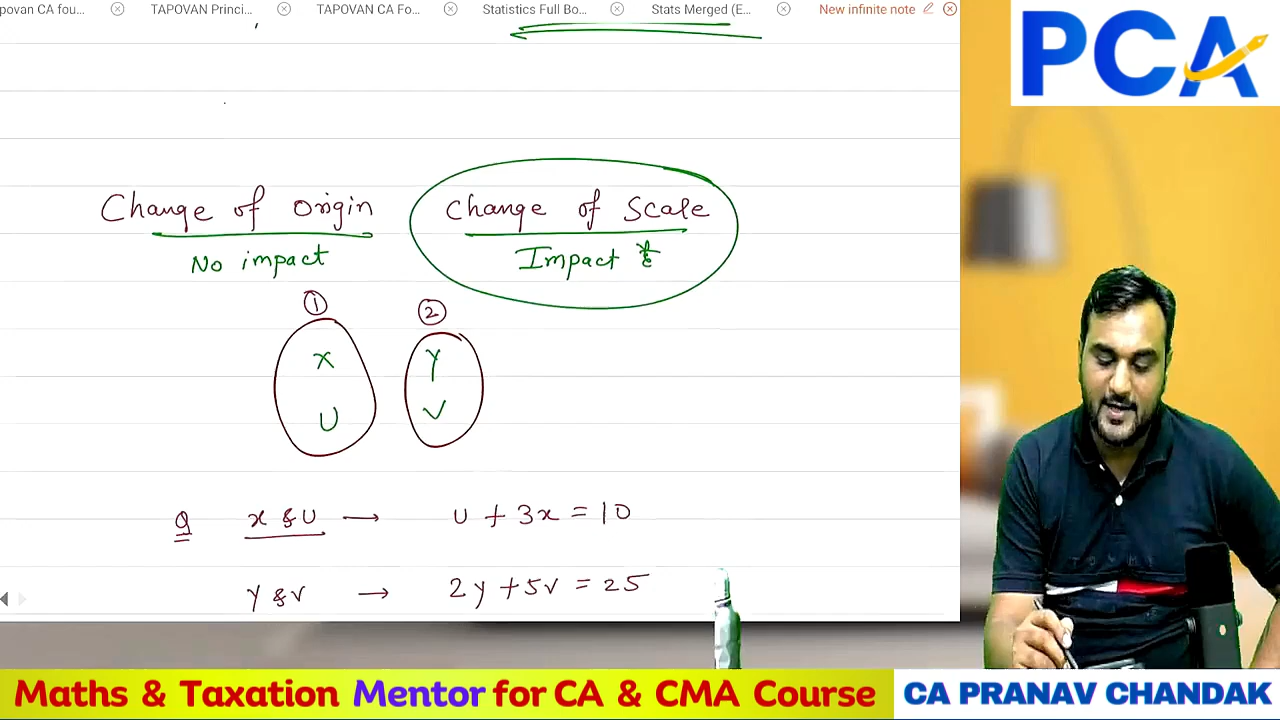 povan CA fou...
TAPOVAN Princi...
TAPOVAN CA Fo...
Statistics Full Bo...
Stats Merged (E...
New infinite note
PCA
Change of Origin
Change of Scale
No impact
Impact
① ②
X Y
U V
Q x & U → U + 3x = 10
Y & V → 2y + 5v = 25
Maths & Taxation Mentor for CA & CMA Course
CA PRANAV CHANDAK